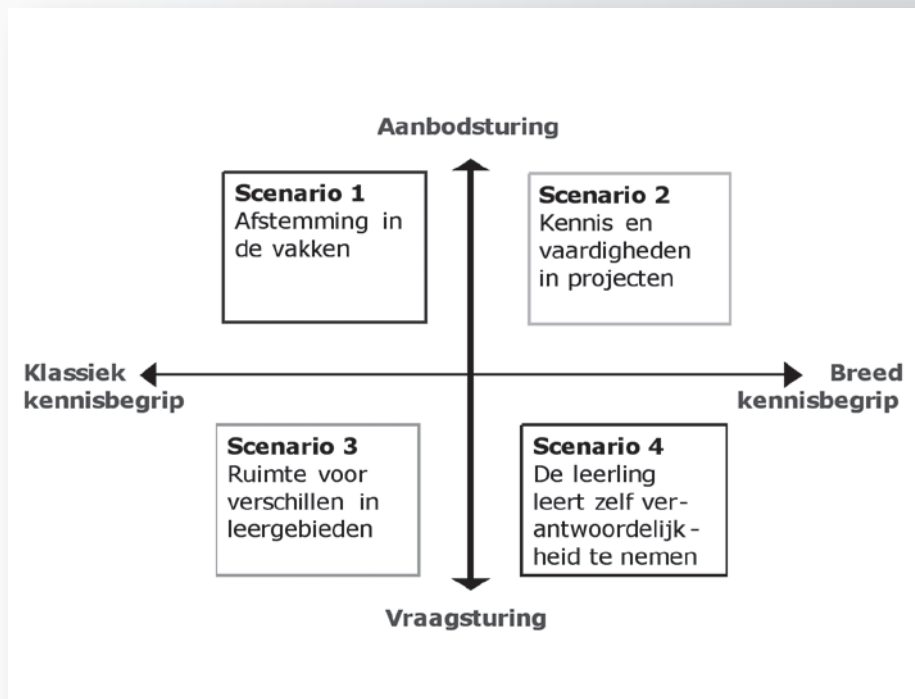 Aanbodsturing
Scenario 1
Afstemming in
de vakken
Scenario 2
Kennis en
vaardigheden
in projecten
Klassiek
kennisbegrip
Breed
kennisbegrip
Scenario 3
Ruimte voor
verschillen in
leergebieden
Scenario 4
De leerling
leert zelf ver-
antwoordelijk-
heid te nemen
Vraagsturing